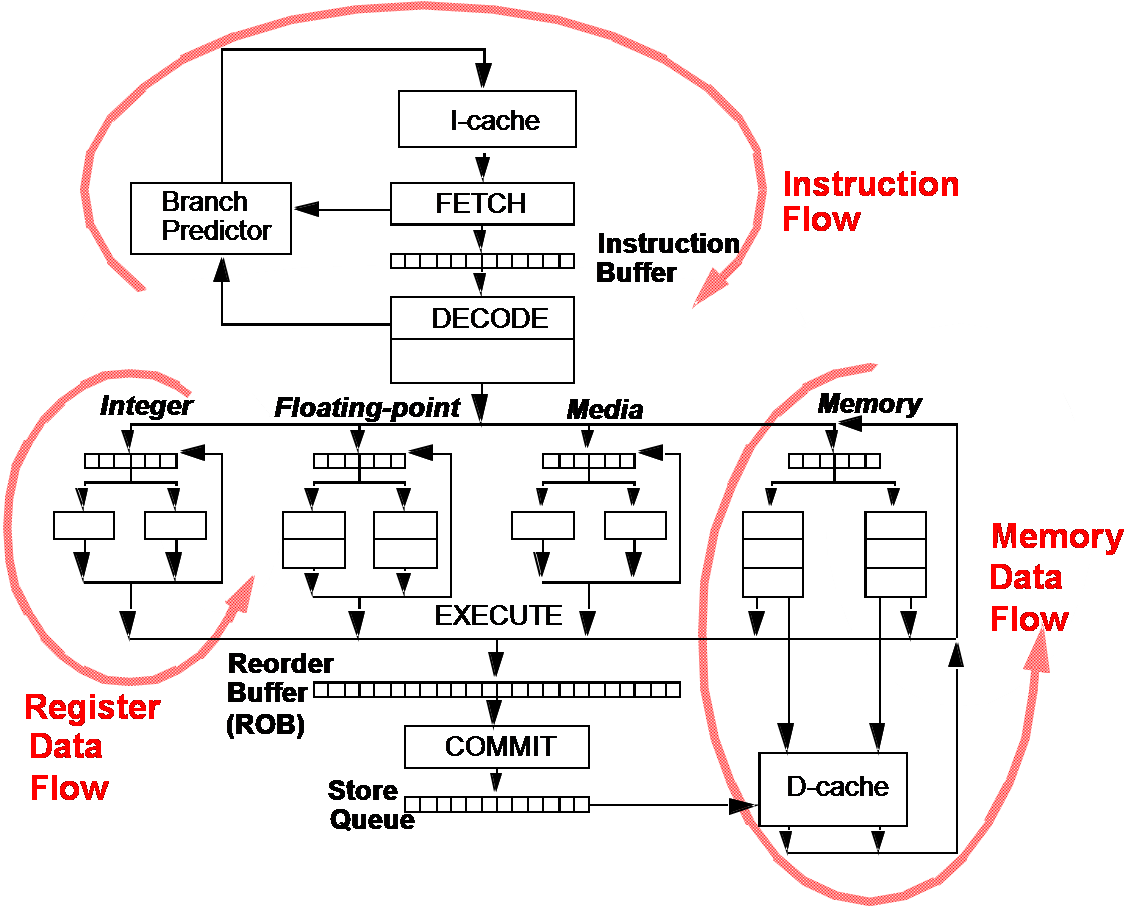 I-cache
Branch
Predictor
FETCH
Instruction
Flow
Instruction
Buffer
DECODE
Integer
Floating-point
Media
Memory
Memory
Data
Flow
EXECUTE
Register
Data
Flow
Reorder
Buffer
(ROB)
COMMIT
Store
Queue
D-cache